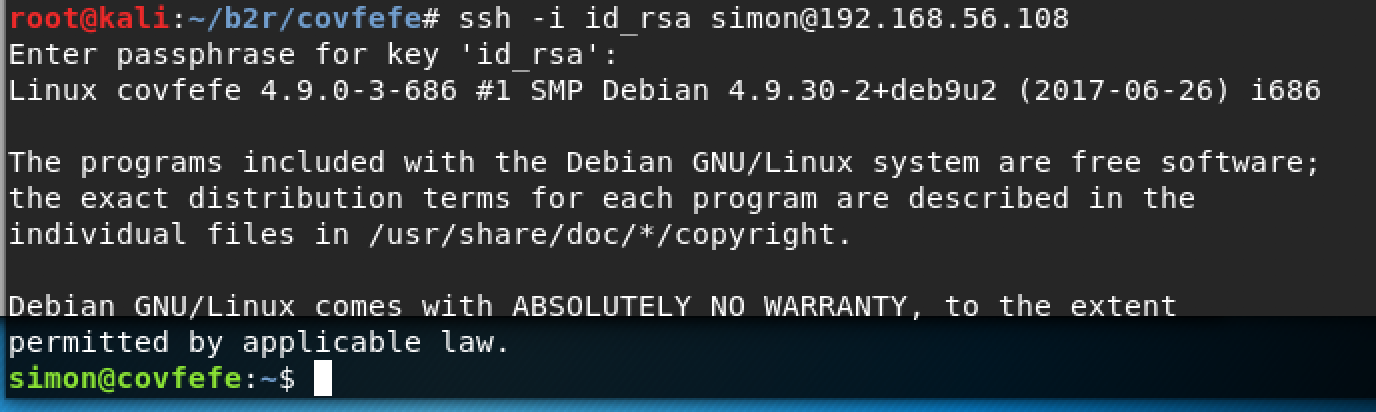 root@kali:~/b2r/covfefe# ssh -i id_rsa simon@192.168.56.108
Enter passphrase for key 'id_rsa':
Linux covfefe 4.9.0-3-686 #1 SMP Debian 4.9.30-2+deb9u2 (2017-06-26) i686
The programs included with the Debian GNU/Linux system are free software;
the exact distribution terms for each program are described in the
individual files in /usr/share/doc/*/copyright.
Debian GNU/Linux comes with ABSOLUTELY NO WARRANTY, to the extent
permitted by applicable law.
simon@covfefe:~$